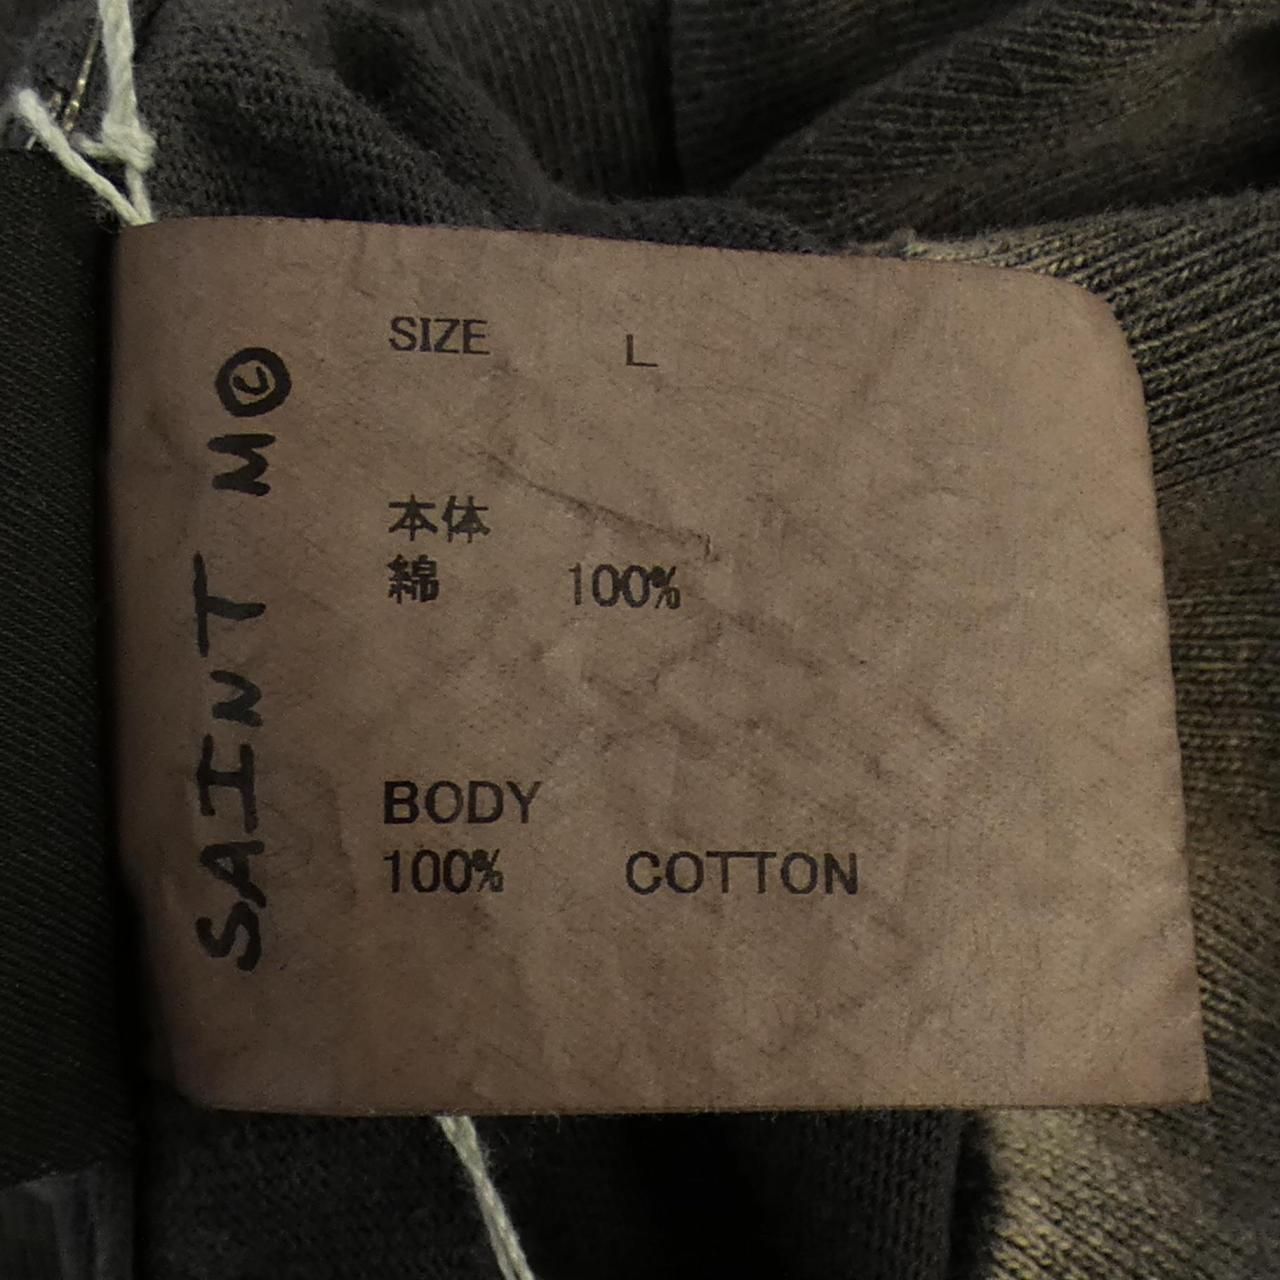 SAINT M©
SIZE L
本体
綿 100%
BODY
100% COTTON